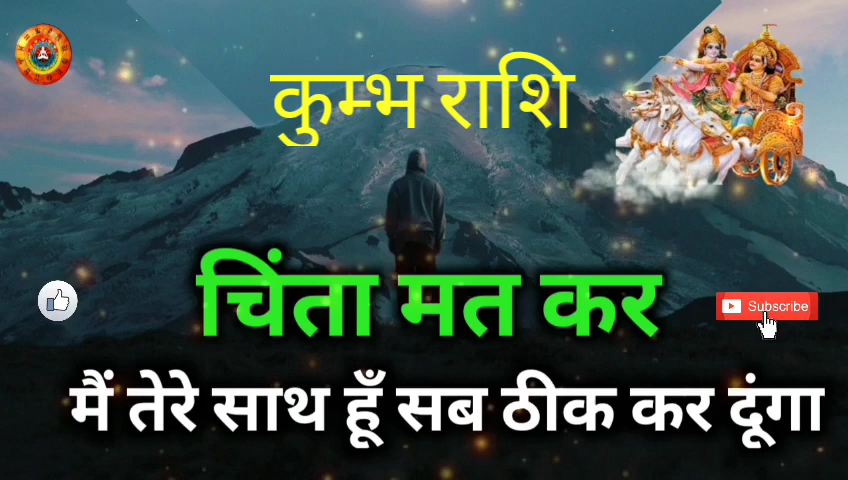 कुम्भ राशि
चिंता मत कर
Subscribe
मैं तेरे साथ हूँ सब ठीक कर दूंगा